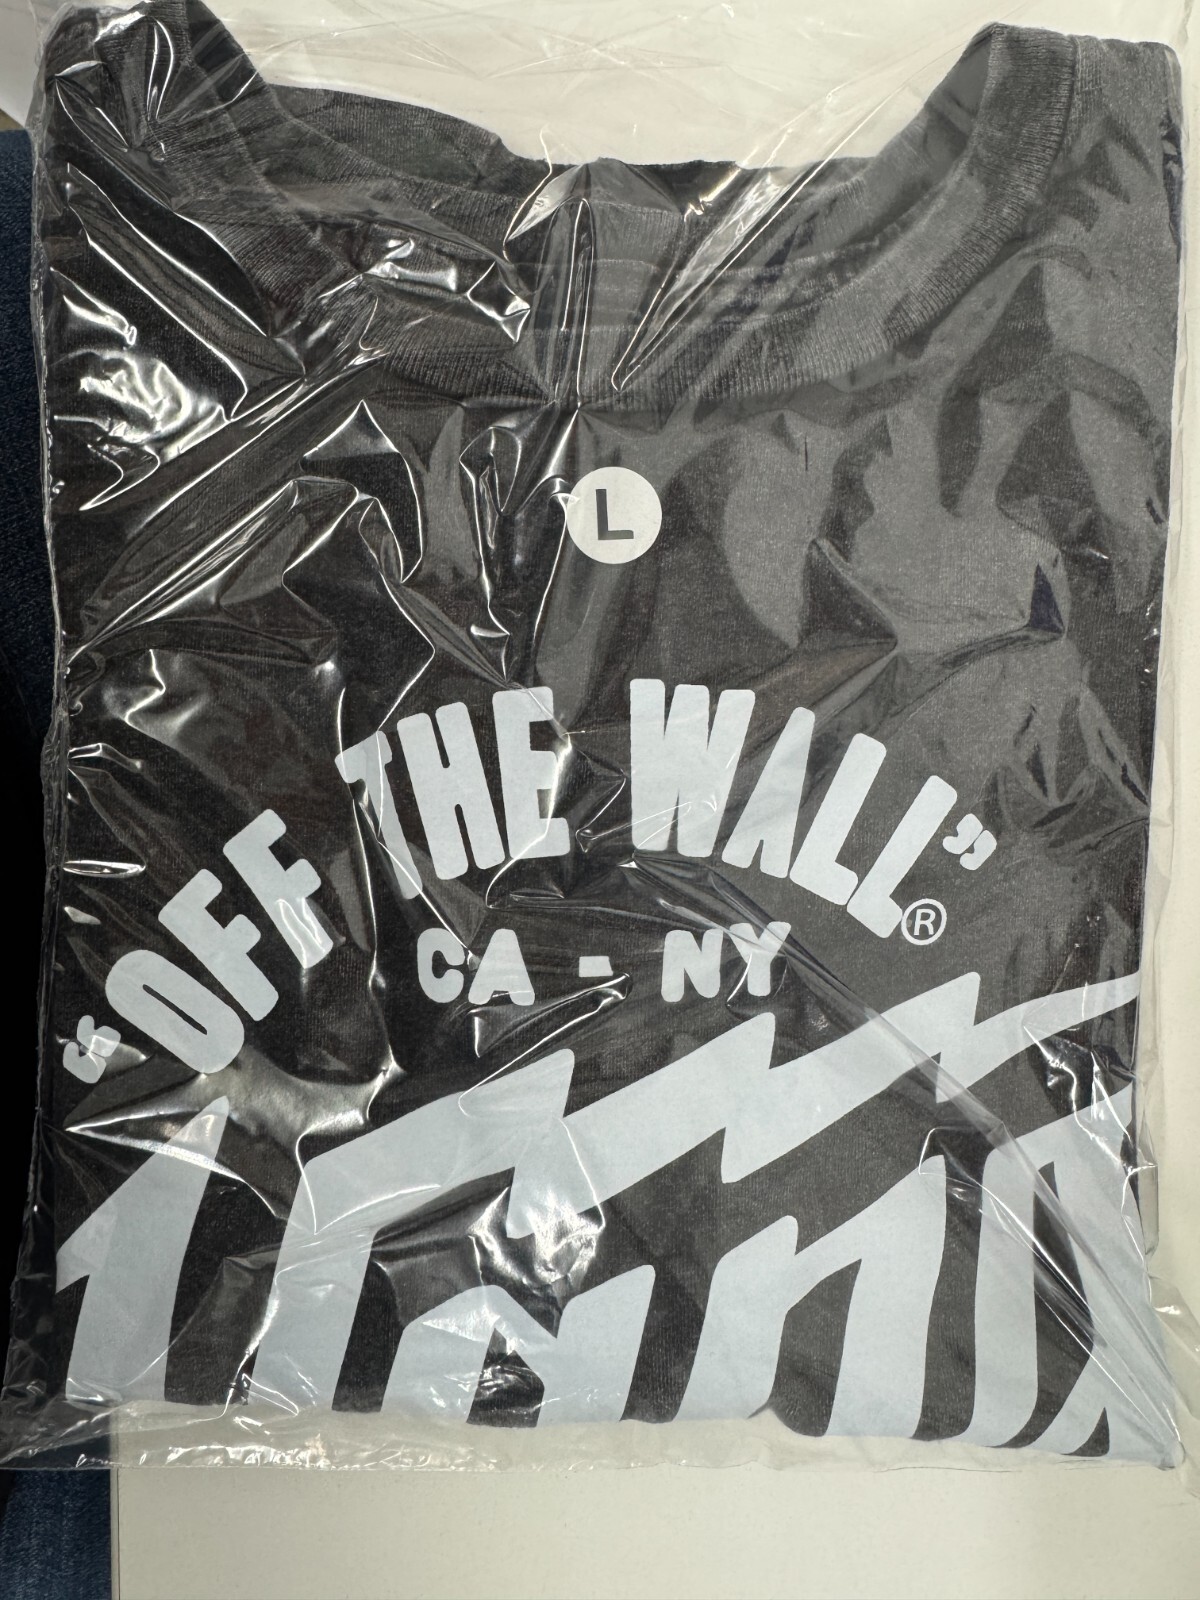 L
“OFF THE WALL”®
CA - NY